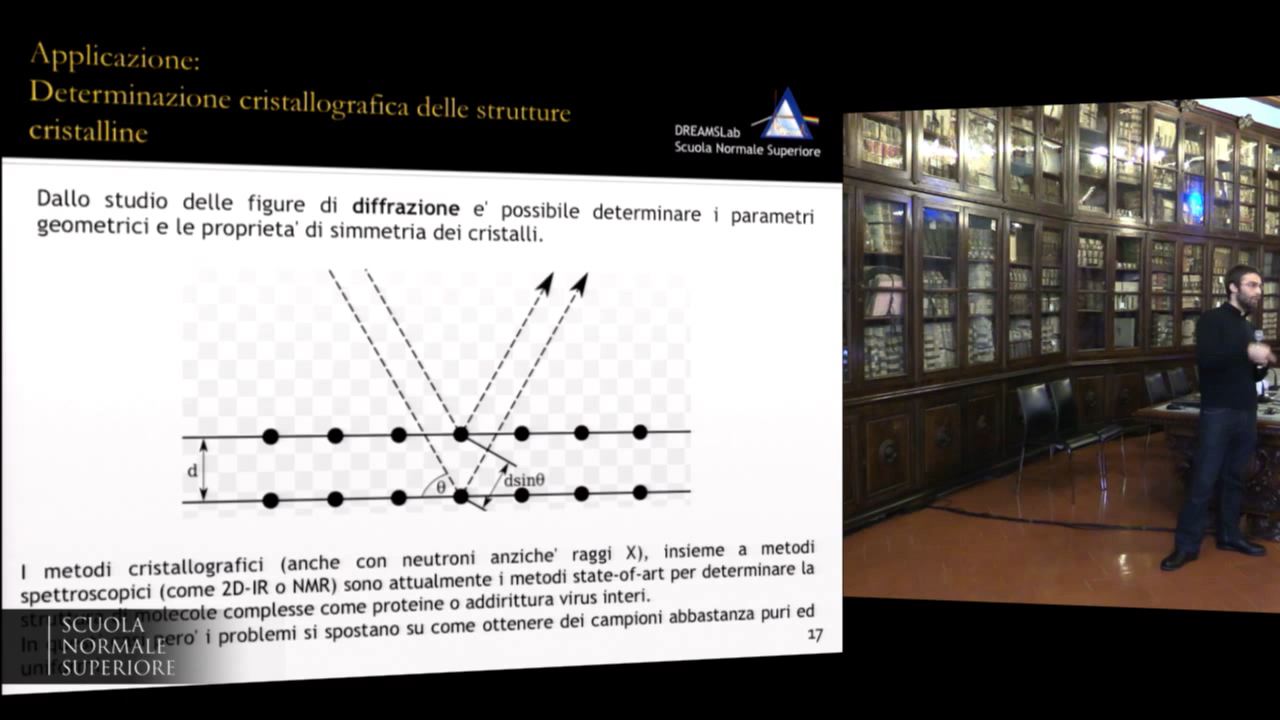 Applicazione:
Determinazione cristallografica delle strutture
cristalline
DREAMSLab
Scuola Normale Superiore
Dallo studio delle figure di diffrazione e' possibile determinare i parametri
geometrici e le proprieta' di simmetria dei cristalli.
d
θ
dsinθ
I metodi cristallografici (anche con neutroni anziche' raggi X), insieme a metodi
spettroscopici (come 2D-IR o NMR) sono attualmente i metodi state-of-art per determinare la
struttura di molecole complesse come proteine o addirittura virus interi.
In pero' i problemi si spostano su come ottenere dei campioni abbastanza puri ed
17
SCUOLA
NORMALE
SUPERIORE